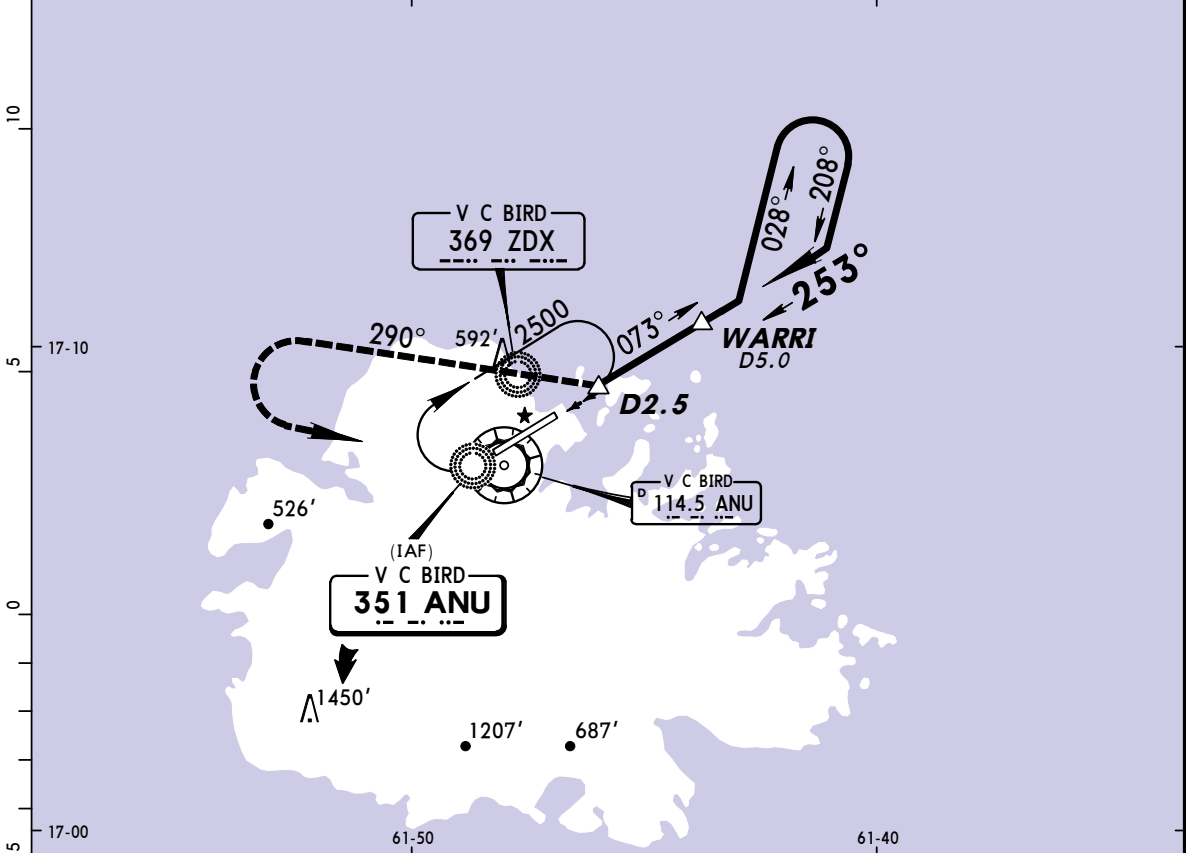 10
V C BIRD
369 ZDX
028°
208°
253°
290°
592'
2500
073°
WARRI
D5.0
17-10
5
D2.5
V C BIRD
D 114.5 ANU
526'
(IAF)
V C BIRD
351 ANU
0
1450'
1207'
687'
17-00
61-50
61-40
5